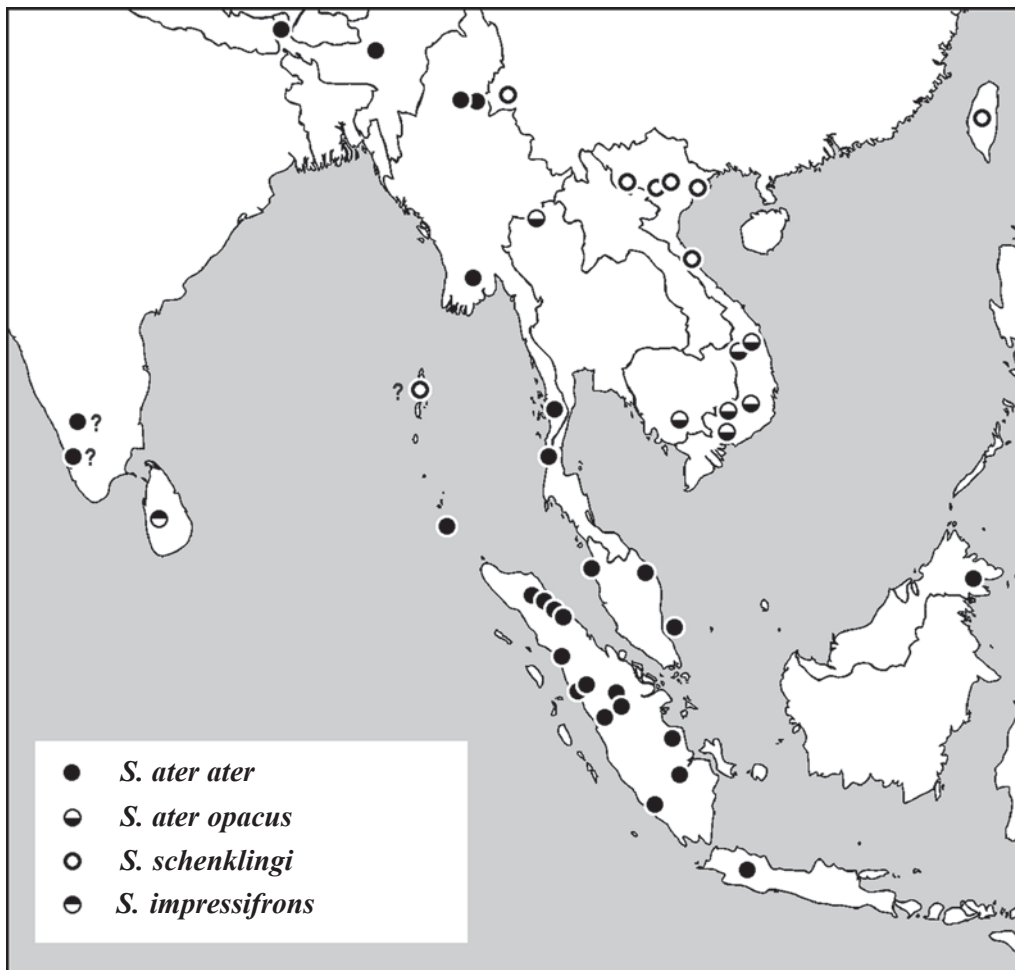 ?
?
?
S. ater ater
S. ater opacus
S. schenklingi
S. impressifrons